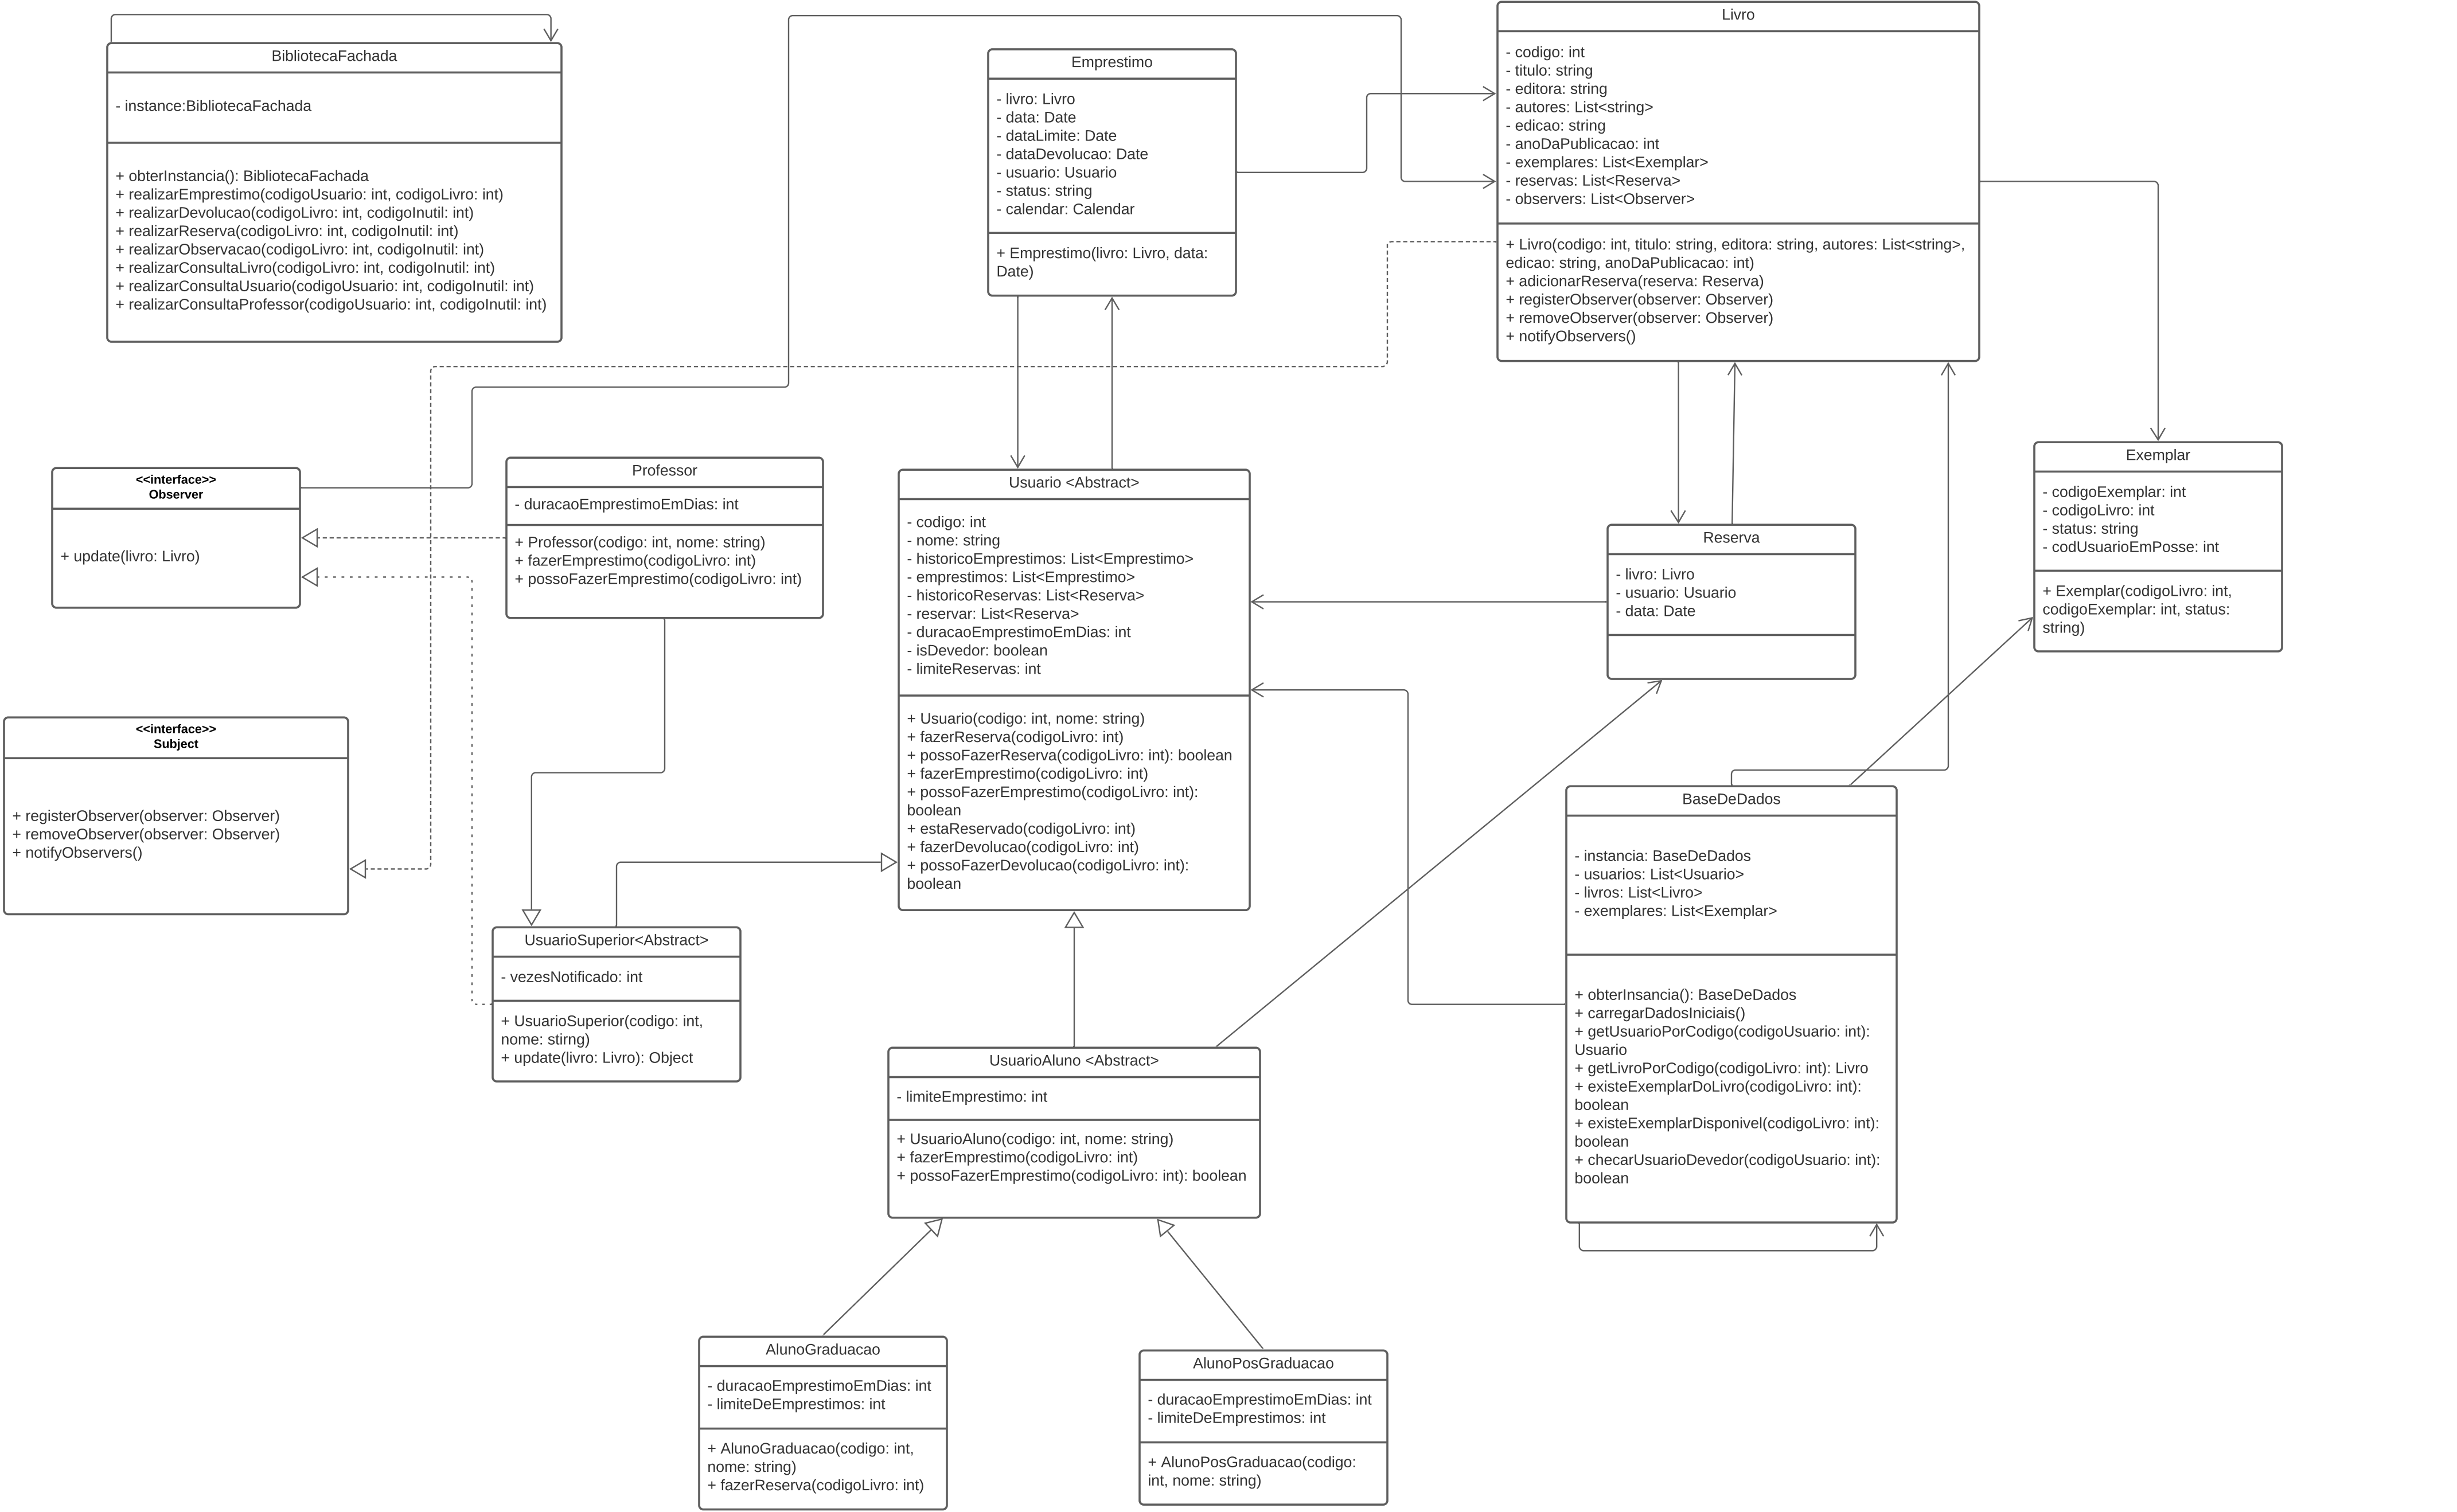 BibliotecaFachada
- instance:BibliotecaFachada
+ obterInstancia(): BibliotecaFachada
+ realizarEmprestimo(codigoUsuario: int, codigoLivro: int)
+ realizarDevolucao(codigoLivro: int, codigoInutil: int)
+ realizarReserva(codigoLivro: int, codigoInutil: int)
+ realizarObservacao(codigoLivro: int, codigoInutil: int)
+ realizarConsultaLivro(codigoLivro: int, codigoInutil: int)
+ realizarConsultaUsuario(codigoUsuario: int, codigoInutil: int)
+ realizarConsultaProfessor(codigoUsuario: int, codigoInutil: int)
Emprestimo
- livro: Livro
- data: Date
- dataLimite: Date
- dataDevolucao: Date
- usuario: Usuario
- status: string
- calendar: Calendar
+ Emprestimo(livro: Livro, data:
Date)
Livro
- codigo: int
- titulo: string
- editora: string
- autores: List<string>
- edicao: string
- anoDaPublicacao: int
- exemplares: List<Exemplar>
- reservas: List<Reserva>
- observers: List<Observer>
+ Livro(codigo: int, titulo: string, editora: string, autores: List<string>,
edicao: string, anoDaPublicacao: int)
+ adicionarReserva(reserva: Reserva)
+ registerObserver(observer: Observer)
+ removeObserver(observer: Observer)
+ notifyObservers()
<<interface>>
Observer
+ update(livro: Livro)
Professor
- duracaoEmprestimoEmDias: int
+ Professor(codigo: int, nome: string)
+ fazerEmprestimo(codigoLivro: int)
+ possoFazerEmprestimo(codigoLivro: int)
Usuario <Abstract>
- codigo: int
- nome: string
- historicoEmprestimos: List<Emprestimo>
- emprestimos: List<Emprestimo>
- historicoReservas: List<Reserva>
- reservar: List<Reserva>
- duracaoEmprestimoEmDias: int
- isDevedor: boolean
- limiteReservas: int
+ Usuario(codigo: int, nome: string)
+ fazerReserva(codigoLivro: int)
+ possoFazerReserva(codigoLivro: int): boolean
+ fazerEmprestimo(codigoLivro: int)
+ possoFazerEmprestimo(codigoLivro: int):
boolean
+ estaReservado(codigoLivro: int)
+ fazerDevolucao(codigoLivro: int)
+ possoFazerDevolucao(codigoLivro: int):
boolean
Reserva
- livro: Livro
- usuario: Usuario
- data: Date
Exemplar
- codigoExemplar: int
- codigoLivro: int
- status: string
- codUsuarioEmPosse: int
+ Exemplar(codigoLivro: int,
codigoExemplar: int, status:
string)
<<interface>>
Subject
+ registerObserver(observer: Observer)
+ removeObserver(observer: Observer)
+ notifyObservers()
UsuarioSuperior<Abstract>
- vezesNotificado: int
+ UsuarioSuperior(codigo: int,
nome: stirng)
+ update(livro: Livro): Object
BaseDeDados
- instancia: BaseDeDados
- usuarios: List<Usuario>
- livros: List<Livro>
- exemplares: List<Exemplar>
+ obterInsancia(): BaseDeDados
+ carregarDadosIniciais()
+ getUsuarioPorCodigo(codigoUsuario: int):
Usuario
+ getLivroPorCodigo(codigoLivro: int): Livro
+ existeExemplarDoLivro(codigoLivro: int):
boolean
+ existeExemplarDisponivel(codigoLivro: int):
boolean
+ checarUsuarioDevedor(codigoUsuario: int):
boolean
UsuarioAluno <Abstract>
- limiteEmprestimo: int
+ UsuarioAluno(codigo: int, nome: string)
+ fazerEmprestimo(codigoLivro: int)
+ possoFazerEmprestimo(codigoLivro: int): boolean
AlunoGraduacao
- duracaoEmprestimoEmDias: int
- limiteDeEmprestimos: int
+ AlunoGraduacao(codigo: int,
nome: string)
+ fazerReserva(codigoLivro: int)
AlunoPosGraduacao
- duracaoEmprestimoEmDias: int
- limiteDeEmprestimos: int
+ AlunoPosGraduacao(codigo:
int, nome: string)